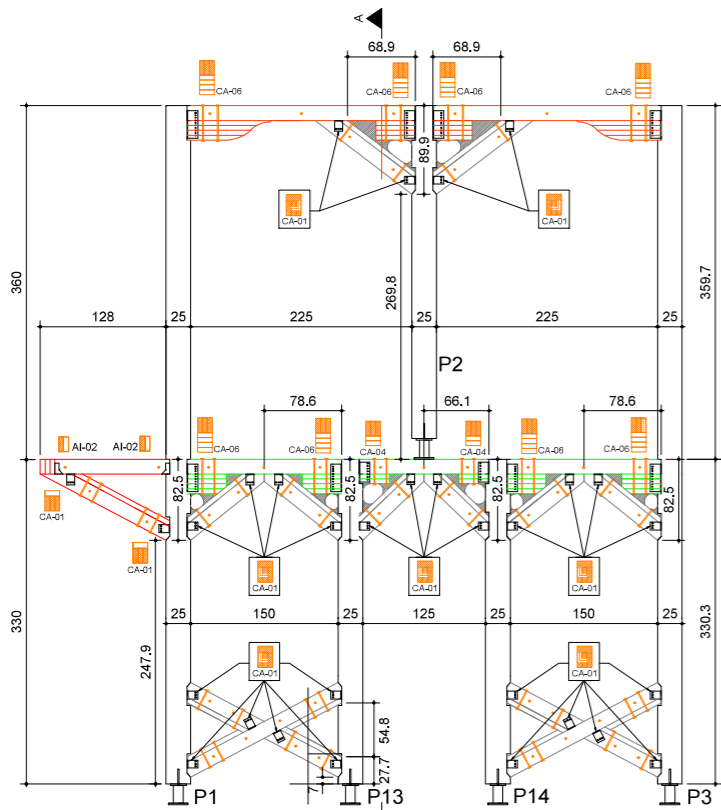 A
68.9 68.9
CA-06 CA-06 CA-06 CA-06
89.9
CA-01 CA-01
360 269.8 359.7
128 25 225 25 225 25
P2
78.6 66.1 78.6
AI-02 AI-02 CA-06 CA-06 CA-04 CA-04 CA-06 CA-06
82.5 82.5 82.5 82.5
CA-01
CA-01
CA-01 CA-01 CA-01
25 150 25 125 25 150 25
330 247.9 330.3
CA-01 CA-01
54.8
27.7
7
P1 P13 P14 P3